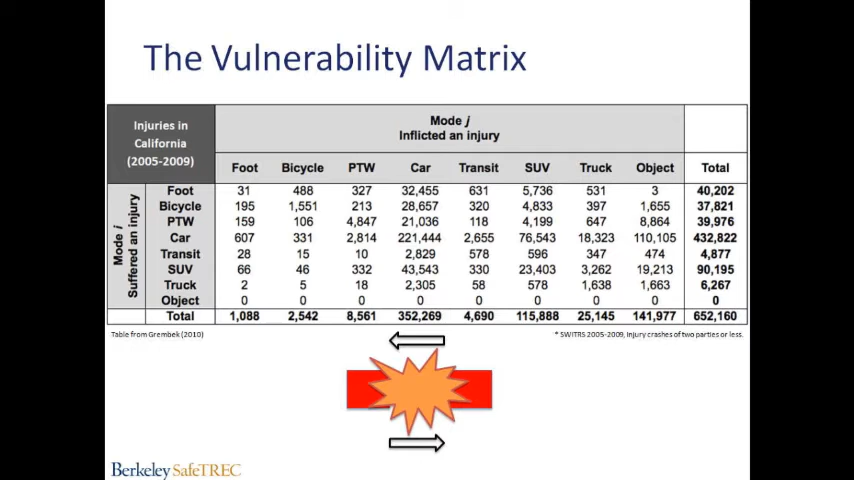 The Vulnerability Matrix
Injuries in
California
(2005-2009)
Mode j
Inflicted an injury
Foot Bicycle PTW Car Transit SUV Truck Object Total
Mode i
Suffered an injury
Foot 31 488 327 32,455 631 5,736 531 3 40,202
Bicycle 195 1,551 213 28,657 320 4,833 397 1,655 37,821
PTW 159 106 4,847 21,036 118 4,199 647 8,864 39,976
Car 607 331 2,814 221,444 2,655 76,543 18,323 110,105 432,822
Transit 28 15 10 2,829 578 596 347 474 4,877
SUV 66 46 332 43,543 330 23,403 3,262 19,213 90,195
Truck 2 5 18 2,305 58 578 1,638 1,663 6,267
Object 0 0 0 0 0 0 0 0 0
Total 1,088 2,542 8,561 352,269 4,690 115,888 25,145 141,977 652,160
Table from Grembek (2010)
* SWITRS 2005-2009, Injury crashes of two parties or less.
Berkeley SafeTREC